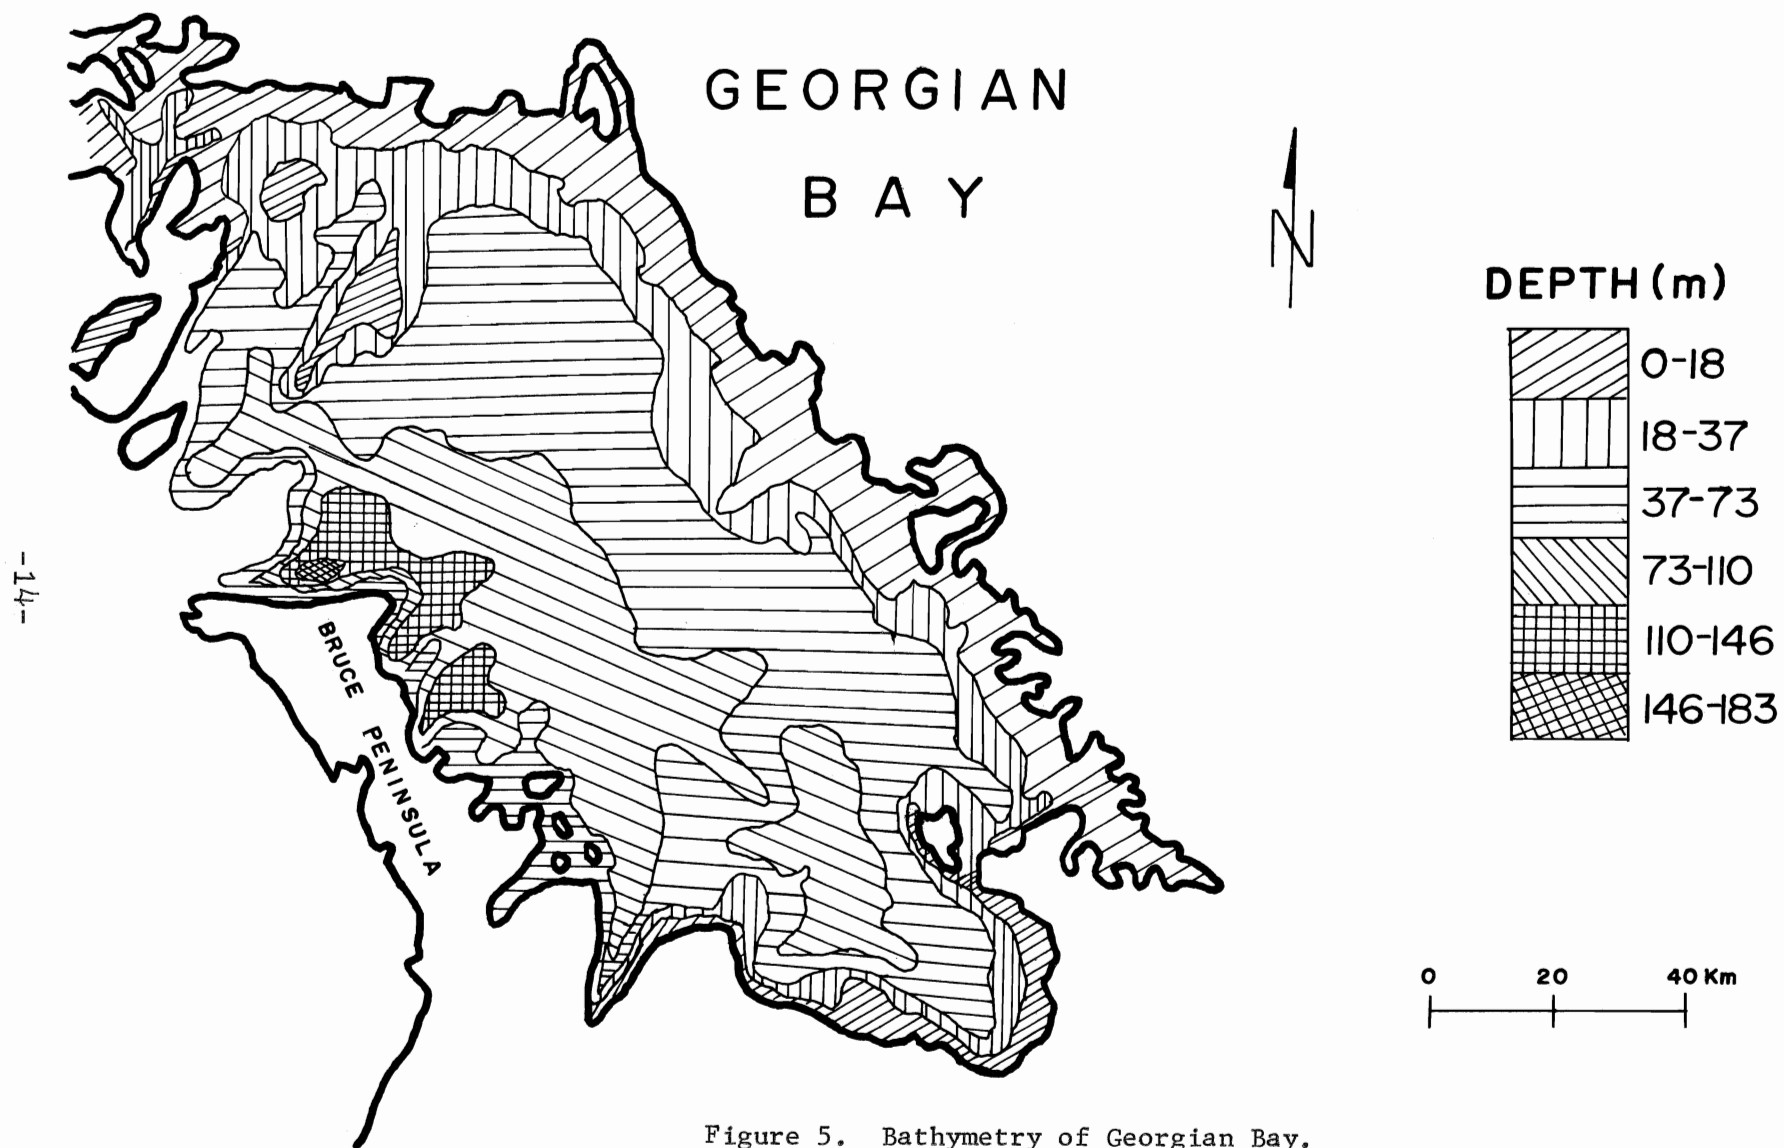 GEORGIAN
BAY
N
DEPTH (m)
0-18
18-37
37-73
73-110
110-146
146-183
BRUCE PENINSULA
0 20 40 Km
-14-
Figure 5. Bathymetry of Georgian Bay.